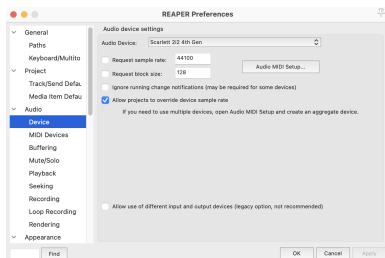 REAPER Preferences
General
Paths
Keyboard/Multito
Project
Track/Send Defau
Media Item Defau
Audio
Device
MIDI Devices
Buffering
Mute/Solo
Playback
Seeking
Recording
Loop Recording
Rendering
Appearance
Find
Audio device settings
Audio Device: Scarlett 2i2 4th Gen
Request sample rate: 44100
Request block size: 128
Audio MIDI Setup...
Ignore running change notifications (may be required for some devices)
Allow projects to override device sample rate
If you need to use multiple devices, open Audio MIDI Setup and create an aggregate device.
Allow use of different input and output devices (legacy option, not recommended)
OK Cancel Apply